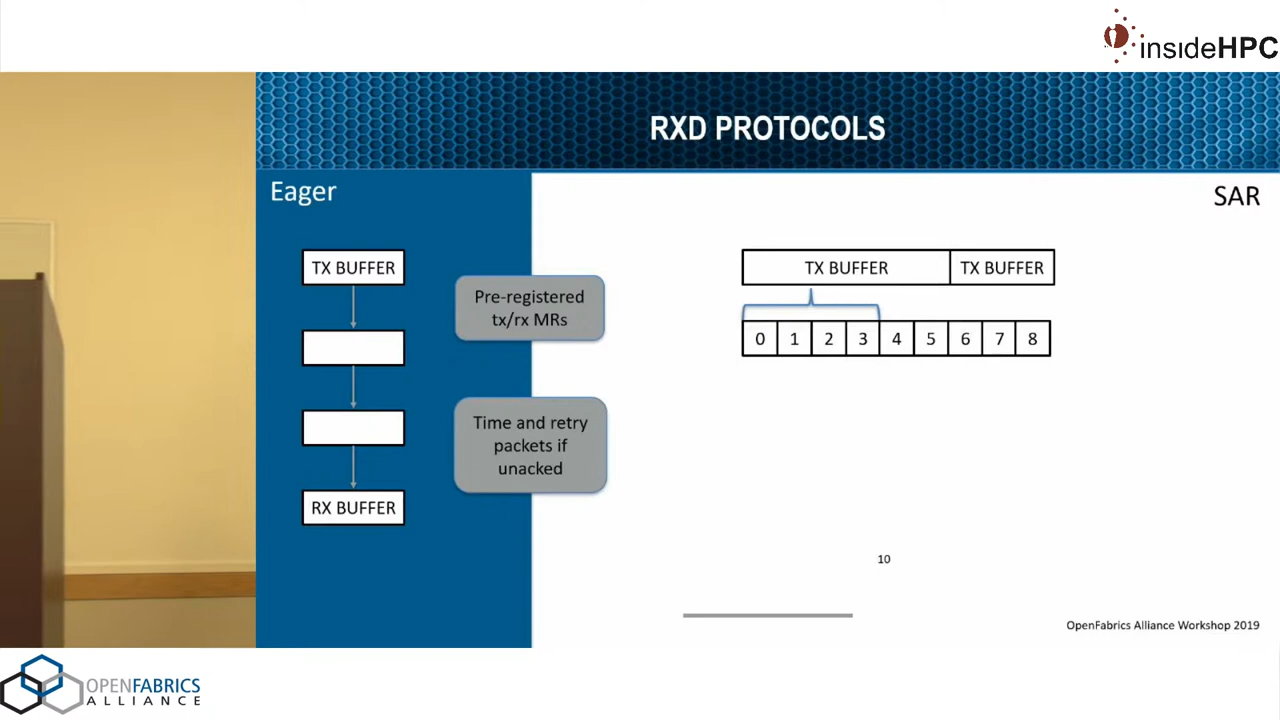 insideHPC
RXD PROTOCOLS
Eager
SAR
TX BUFFER
RX BUFFER
Pre-registered
tx/rx MRs
Time and retry
packets if
unacked
TX BUFFER
TX BUFFER
0 1 2 3 4 5 6 7 8
10
OpenFabrics Alliance Workshop 2019
OPENFABRICS
ALLIANCE